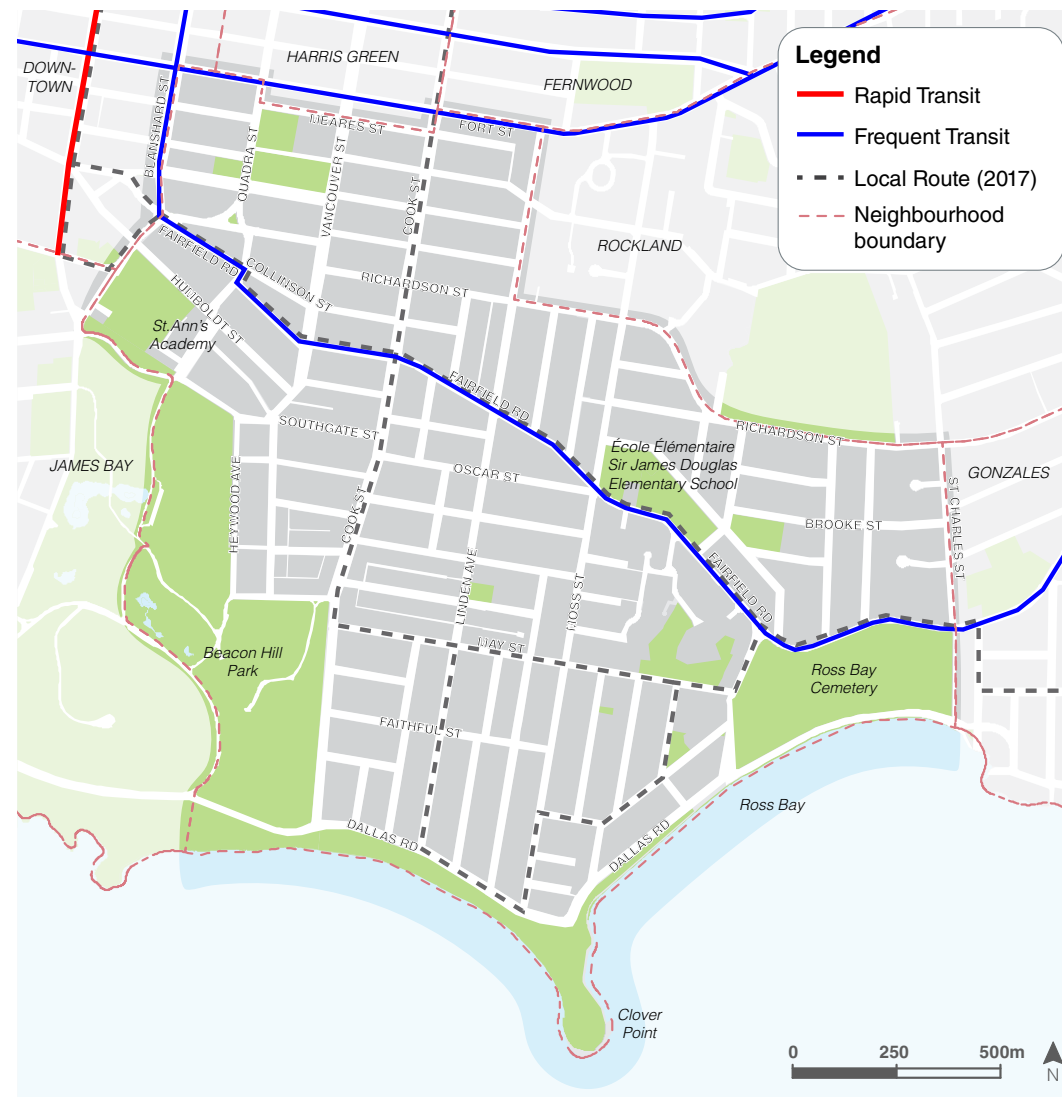 DOWN-
TOWN
HARRIS GREEN
FERNWOOD
Legend
Rapid Transit
Frequent Transit
Local Route (2017)
Neighbourhood
boundary
BLANSHARD ST
QUADRA ST
MEARES ST
FORT ST
VANCOUVER ST
COOK ST
ROCKLAND
FAIRFIELD RD
COLLINSON ST
RICHARDSON ST
HUMBOLDT ST
St.Ann's
Academy
FAIRFIELD RD
SOUTHGATE ST
OSCAR ST
École Élémentaire
Sir James Douglas
Elementary School
RICHARDSON ST
JAMES BAY
GONZALES
HEYWOOD AVE
COOK ST
BROOKE ST
ST CHARLES ST
LINDEN AVE
MOSS ST
FAIRFIELD RD
MAY ST
Beacon Hill
Park
Ross Bay
Cemetery
FAITHFUL ST
Ross Bay
DALLAS RD
DALLAS RD
Clover
Point
0 250 500m
N